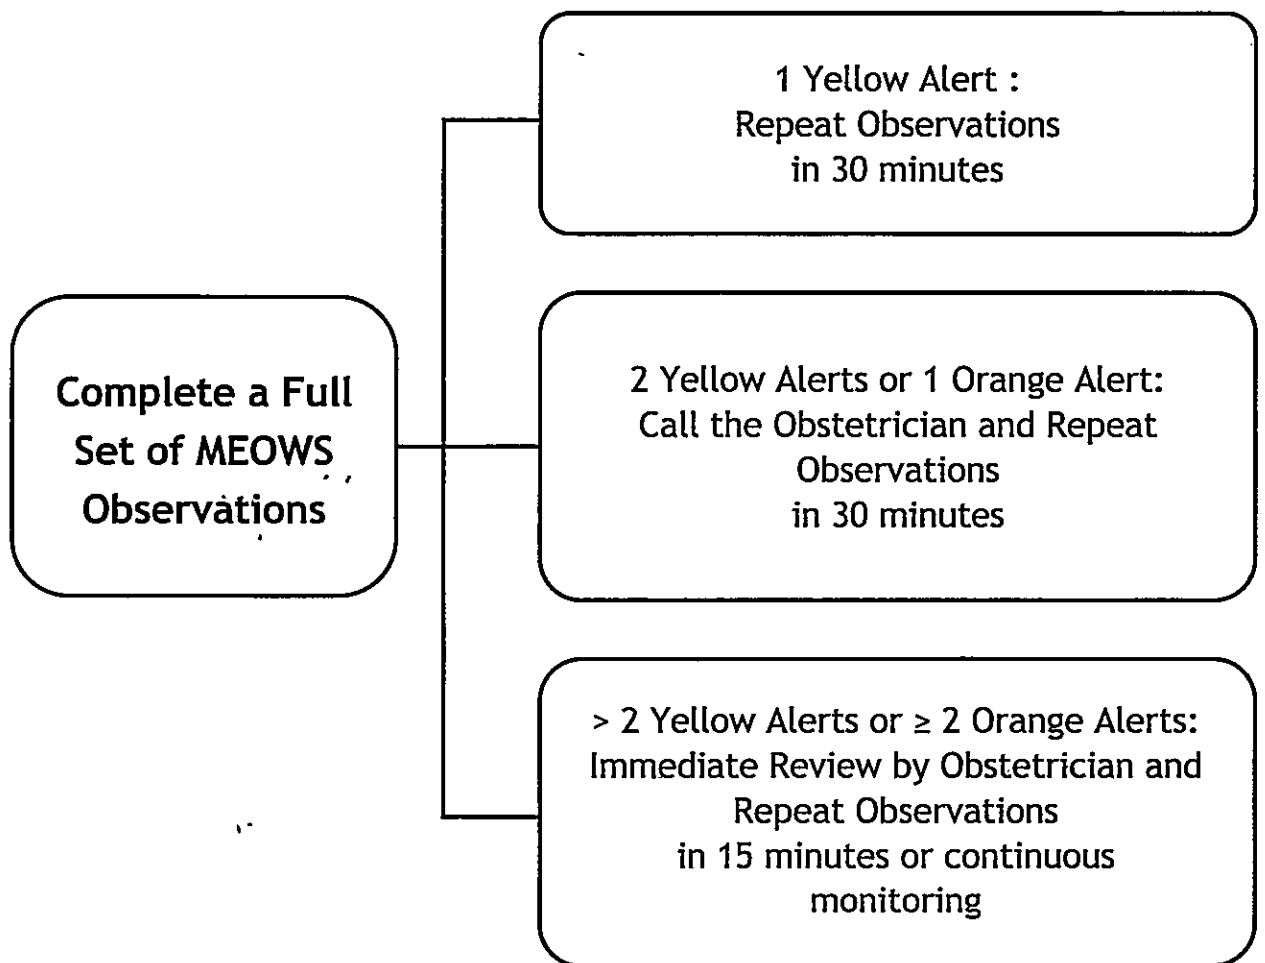 Complete a Full
Set of MEOWS
Observations
1 Yellow Alert :
Repeat Observations
in 30 minutes
2 Yellow Alerts or 1 Orange Alert:
Call the Obstetrician and Repeat
Observations
in 30 minutes
> 2 Yellow Alerts or ≥ 2 Orange Alerts:
Immediate Review by Obstetrician and
Repeat Observations
in 15 minutes or continuous
monitoring